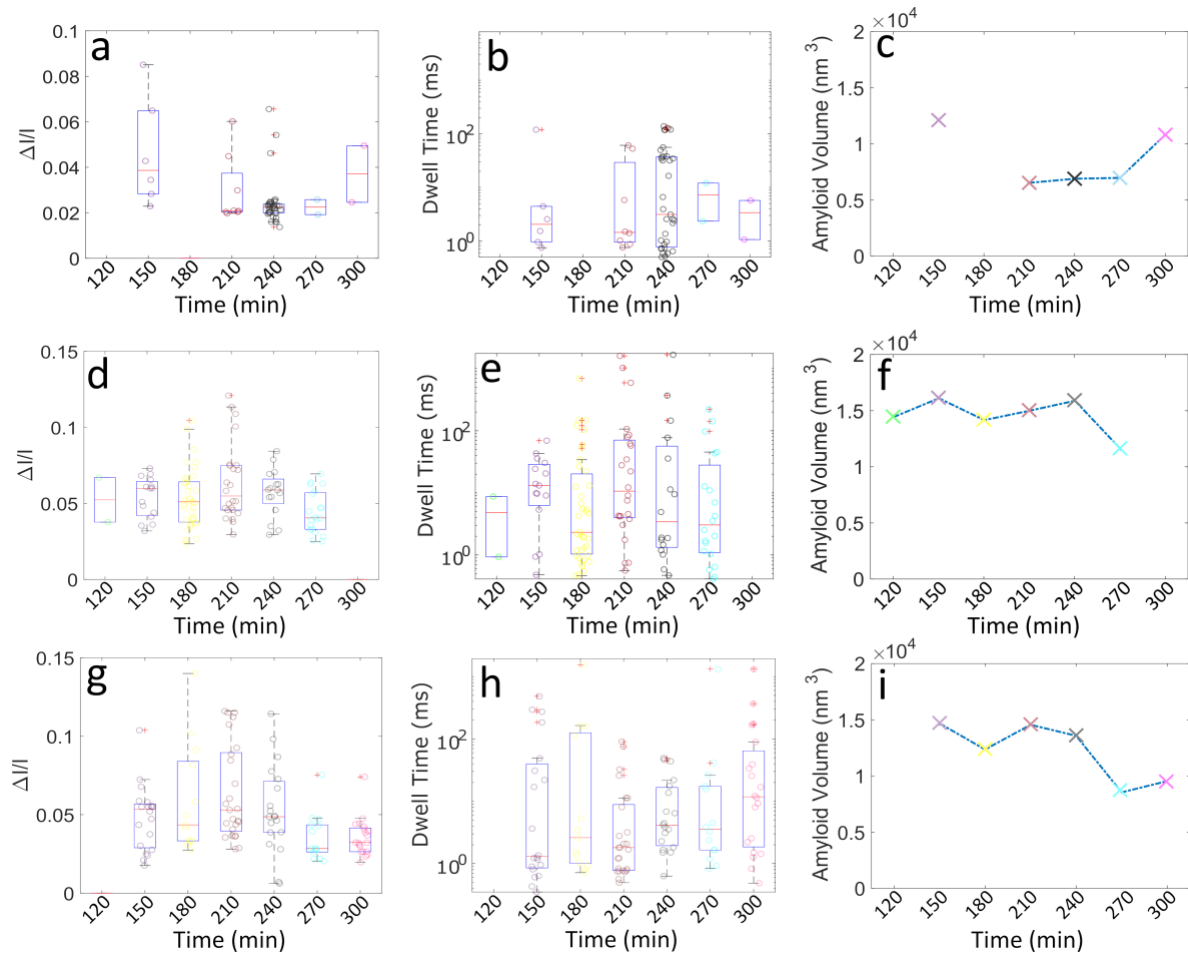 a
0.1
0.08
0.06
0.04
0.02
0
ΔI/I
120 150 180 210 240 270 300
Time (min)
b
10²
10⁰
Dwell Time (ms)
120 150 180 210 240 270 300
Time (min)
c
×10⁴
2
1.5
1
0.5
0
Amyloid Volume (nm ³)
120 150 180 210 240 270 300
Time (min)
d
0.15
0.1
0.05
0
ΔI/I
120 150 180 210 240 270 300
Time (min)
e
10²
10⁰
Dwell Time (ms)
120 150 180 210 240 270 300
Time (min)
f
×10⁴
2
1.5
1
0.5
0
Amyloid Volume (nm ³)
120 150 180 210 240 270 300
Time (min)
g
0.15
0.1
0.05
0
ΔI/I
120 150 180 210 240 270 300
Time (min)
h
10²
10⁰
Dwell Time (ms)
120 150 180 210 240 270 300
Time (min)
i
×10⁴
2
1.5
1
0.5
0
Amyloid Volume (nm ³)
120 150 180 210 240 270 300
Time (min)